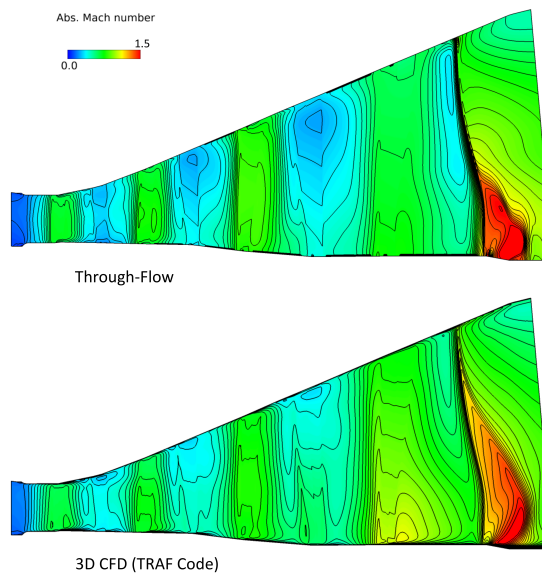 Abs. Mach number
1.5
0.0
Through-Flow
3D CFD (TRAF Code)